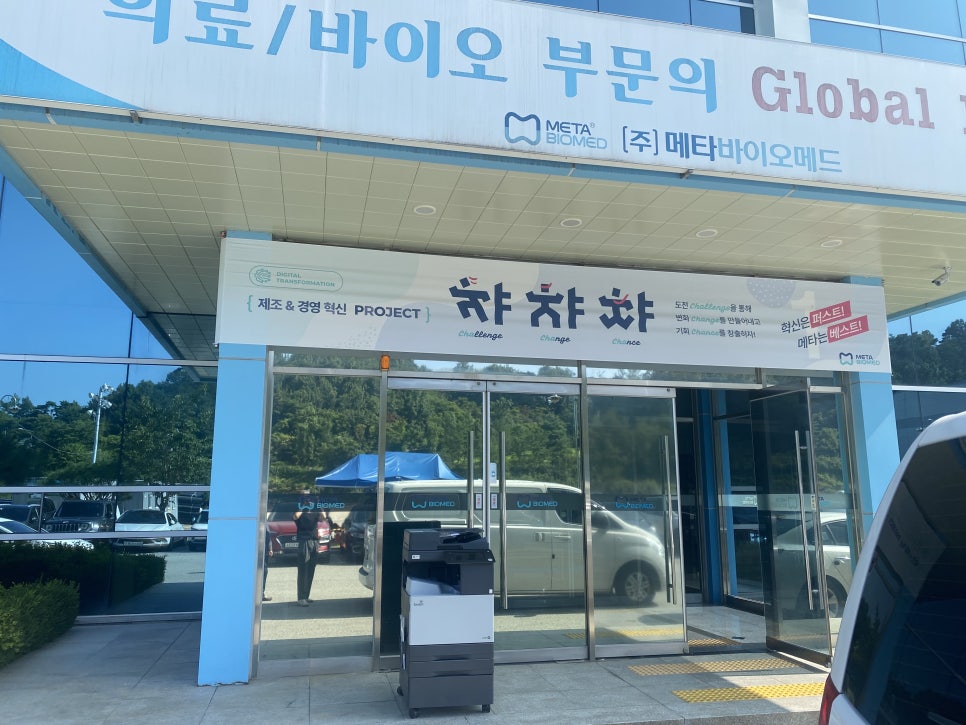 의료/바이오 부문의 Global
META®
BIOMED
[주]메타바이오메드
DIGITAL
TRANSFORMATION
{ 제조 & 경영 혁신 PROJECT }
챠 챠 챠
Challenge Change Chance
도전 Challenge을 통해
변화 Change를 만들어내고
기회 Chance를 창출하자!
혁신은 퍼스트!
메타는 베스트!
META
BIOMED
BIOMED
BIOMED
BIOMED